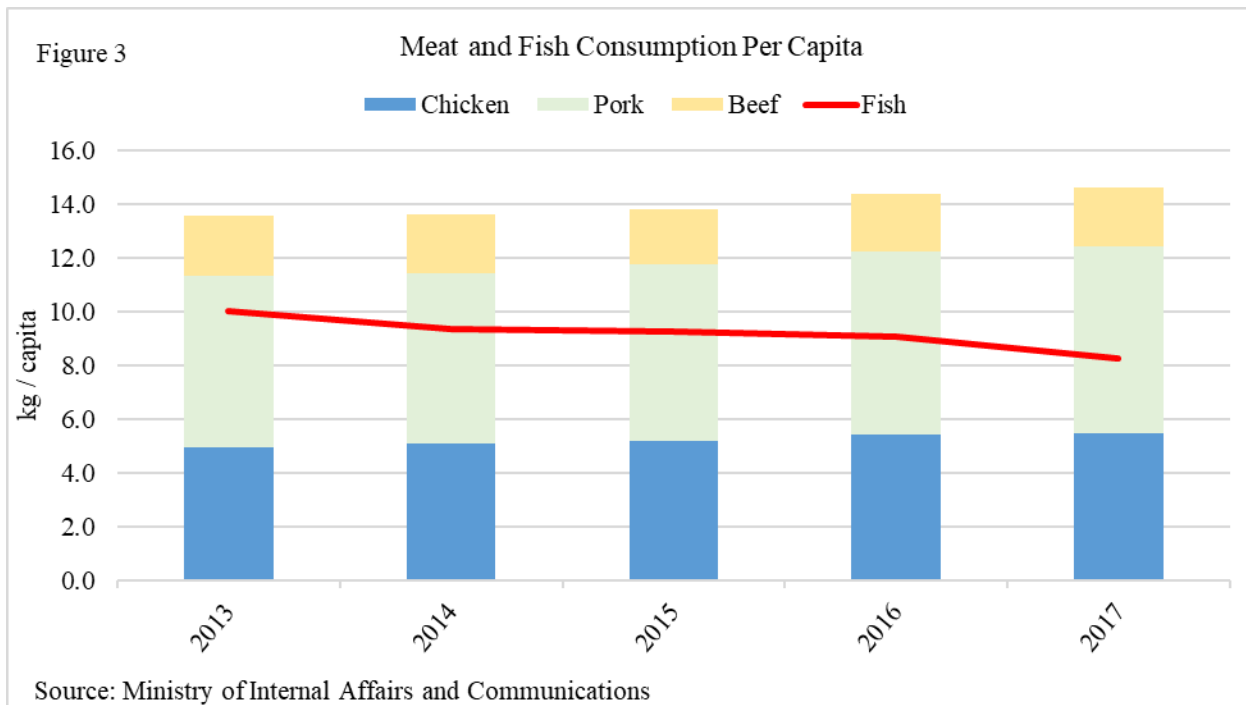 Figure 3
Meat and Fish Consumption Per Capita
Chicken Pork Beef Fish
16.0
14.0
12.0
10.0
8.0
6.0
4.0
2.0
0.0
kg / capita
2013 2014 2015 2016 2017
Source: Ministry of Internal Affairs and Communications